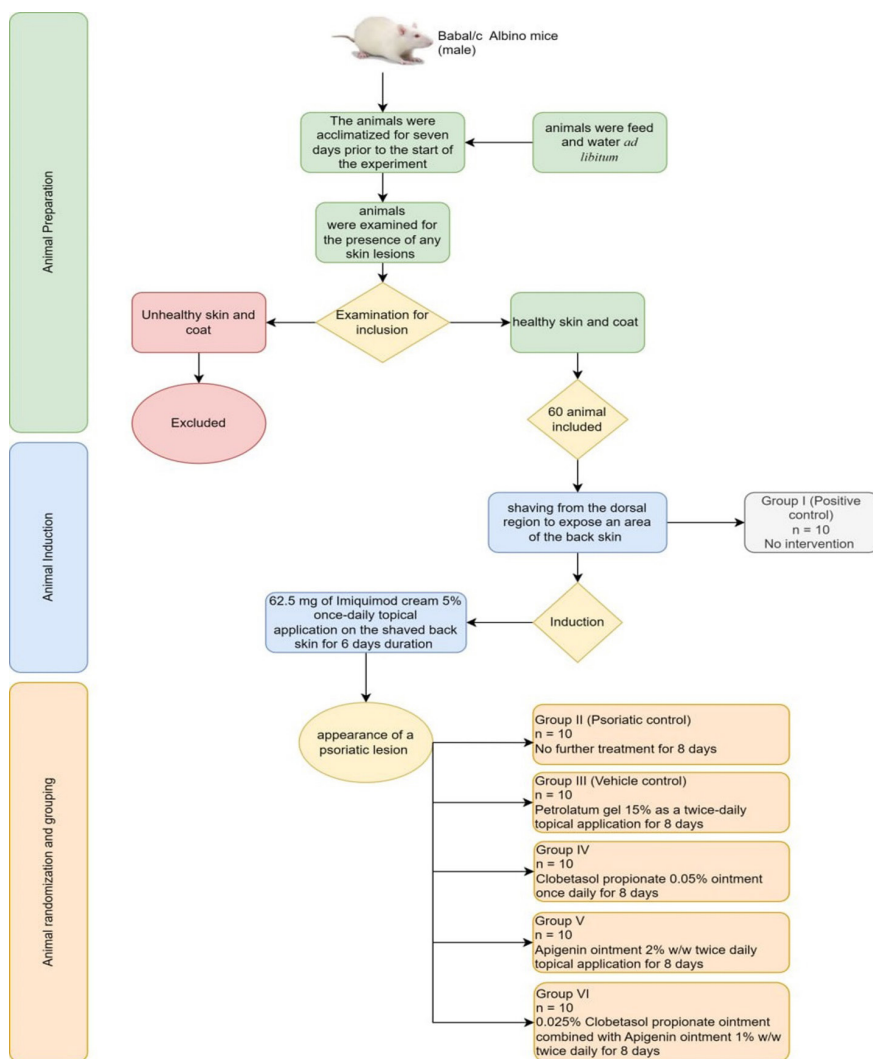 Babal/c Albino mice
(male)
Animal Preparation
The animals were
acclimatized for seven
days prior to the start of
the experiment
animals were feed
and water ad
libitum
animals
were examined for
the presence of any
skin lesions
Unhealthy skin and
coat
Examination for
inclusion
healthy skin and coat
Excluded
60 animal
included
Animal Induction
shaving from the dorsal
region to expose an area
of the back skin
Group I (Positive
control)
n = 10
No intervention
62.5 mg of Imiquimod cream 5%
once-daily topical
application on the shaved back
skin for 6 days duration
Induction
Animal randomization and grouping
appearance of a
psoriatic lesion
Group II (Psoriatic control)
n = 10
No further treatment for 8 days
Group III (Vehicle control)
n = 10
Petrolatum gel 15% as a twice-daily
topical application for 8 days
Group IV
n = 10
Clobetasol propionate 0.05% ointment
once daily for 8 days
Group V
n = 10
Apigenin ointment 2% w/w twice daily
topical application for 8 days
Group VI
n = 10
0.025% Clobetasol propionate ointment
combined with Apigenin ointment 1% w/w
twice daily for 8 days